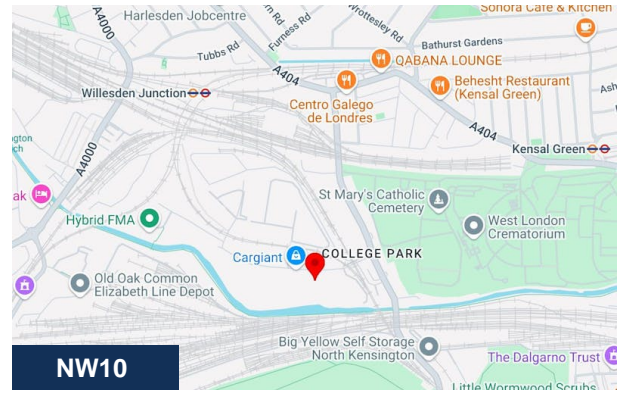 Harlesden Jobcentre
Furness Rd
Wrottesley Rd
Sonora Cafe & Kitchen
Tubbs Rd
Bathurst Gardens
A4000
A404
QABANA LOUNGE
Willesden Junction
Centro Galego
de Londres
Behesht Restaurant
(Kensal Green)
A404
Kensal Green
A4000
St Mary's Catholic
Cemetery
Hybrid FMA
West London
Crematorium
Cargiant
COLLEGE PARK
Old Oak Common
Elizabeth Line Depot
Big Yellow Self Storage
North Kensington
The Dalgarno Trust
Little Wormwood Scrubs
NW10